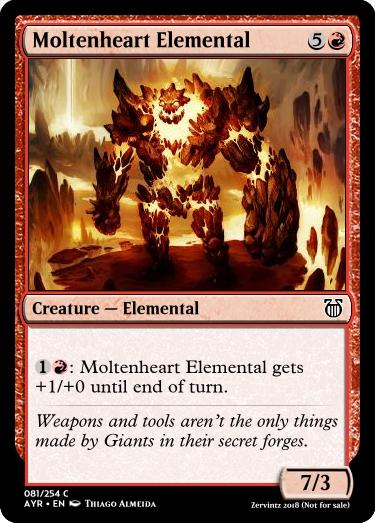 Moltenheart Elemental 5
Creature — Elemental
1 : Moltenheart Elemental gets
+1/+0 until end of turn.
Weapons and tools aren't the only things
made by Giants in their secret forges.
7/3
081/254 C
AYR • EN Thiago Almeida
Zervintz 2018 (Not for sale)